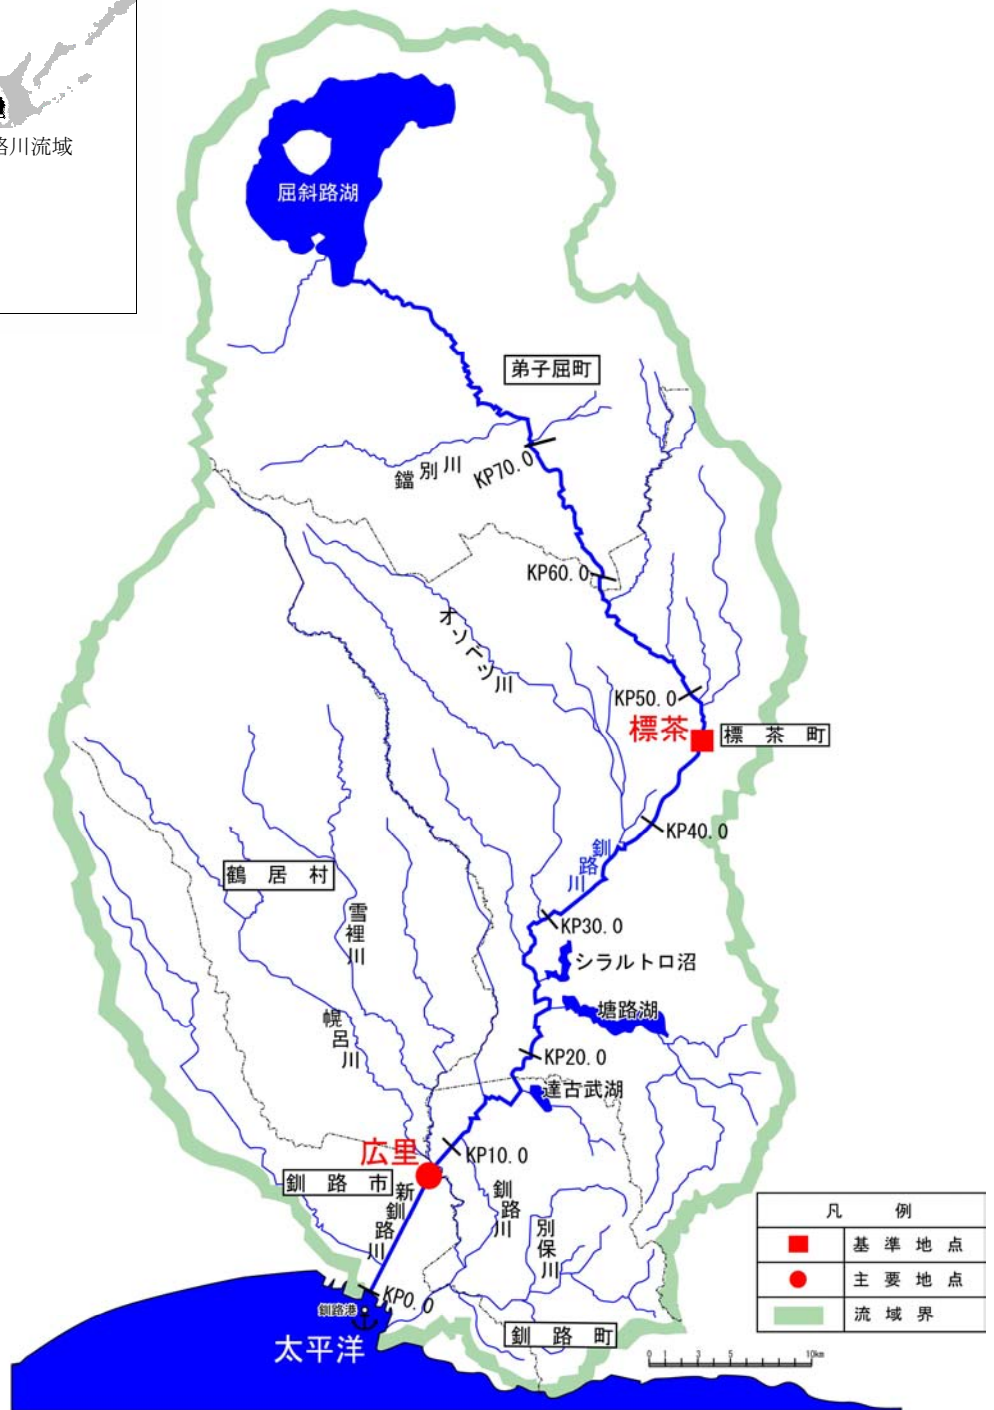 路川流域
屈斜路湖
弟子屈町
鐺別川
KP70.0
KP60.0
オソベツ川
KP50.0
標茶
標茶町
KP40.0
釧路川
鶴居村
KP30.0
雪裡川
シラルトロ沼
塘路湖
幌呂川
KP20.0
達古武湖
広里
KP10.0
釧路市
新釧路川
釧路川
別保川
凡例
基準地点
主要地点
流域界
KP0.0
釧路港
太平洋
釧路町
0 1 3 5 10km